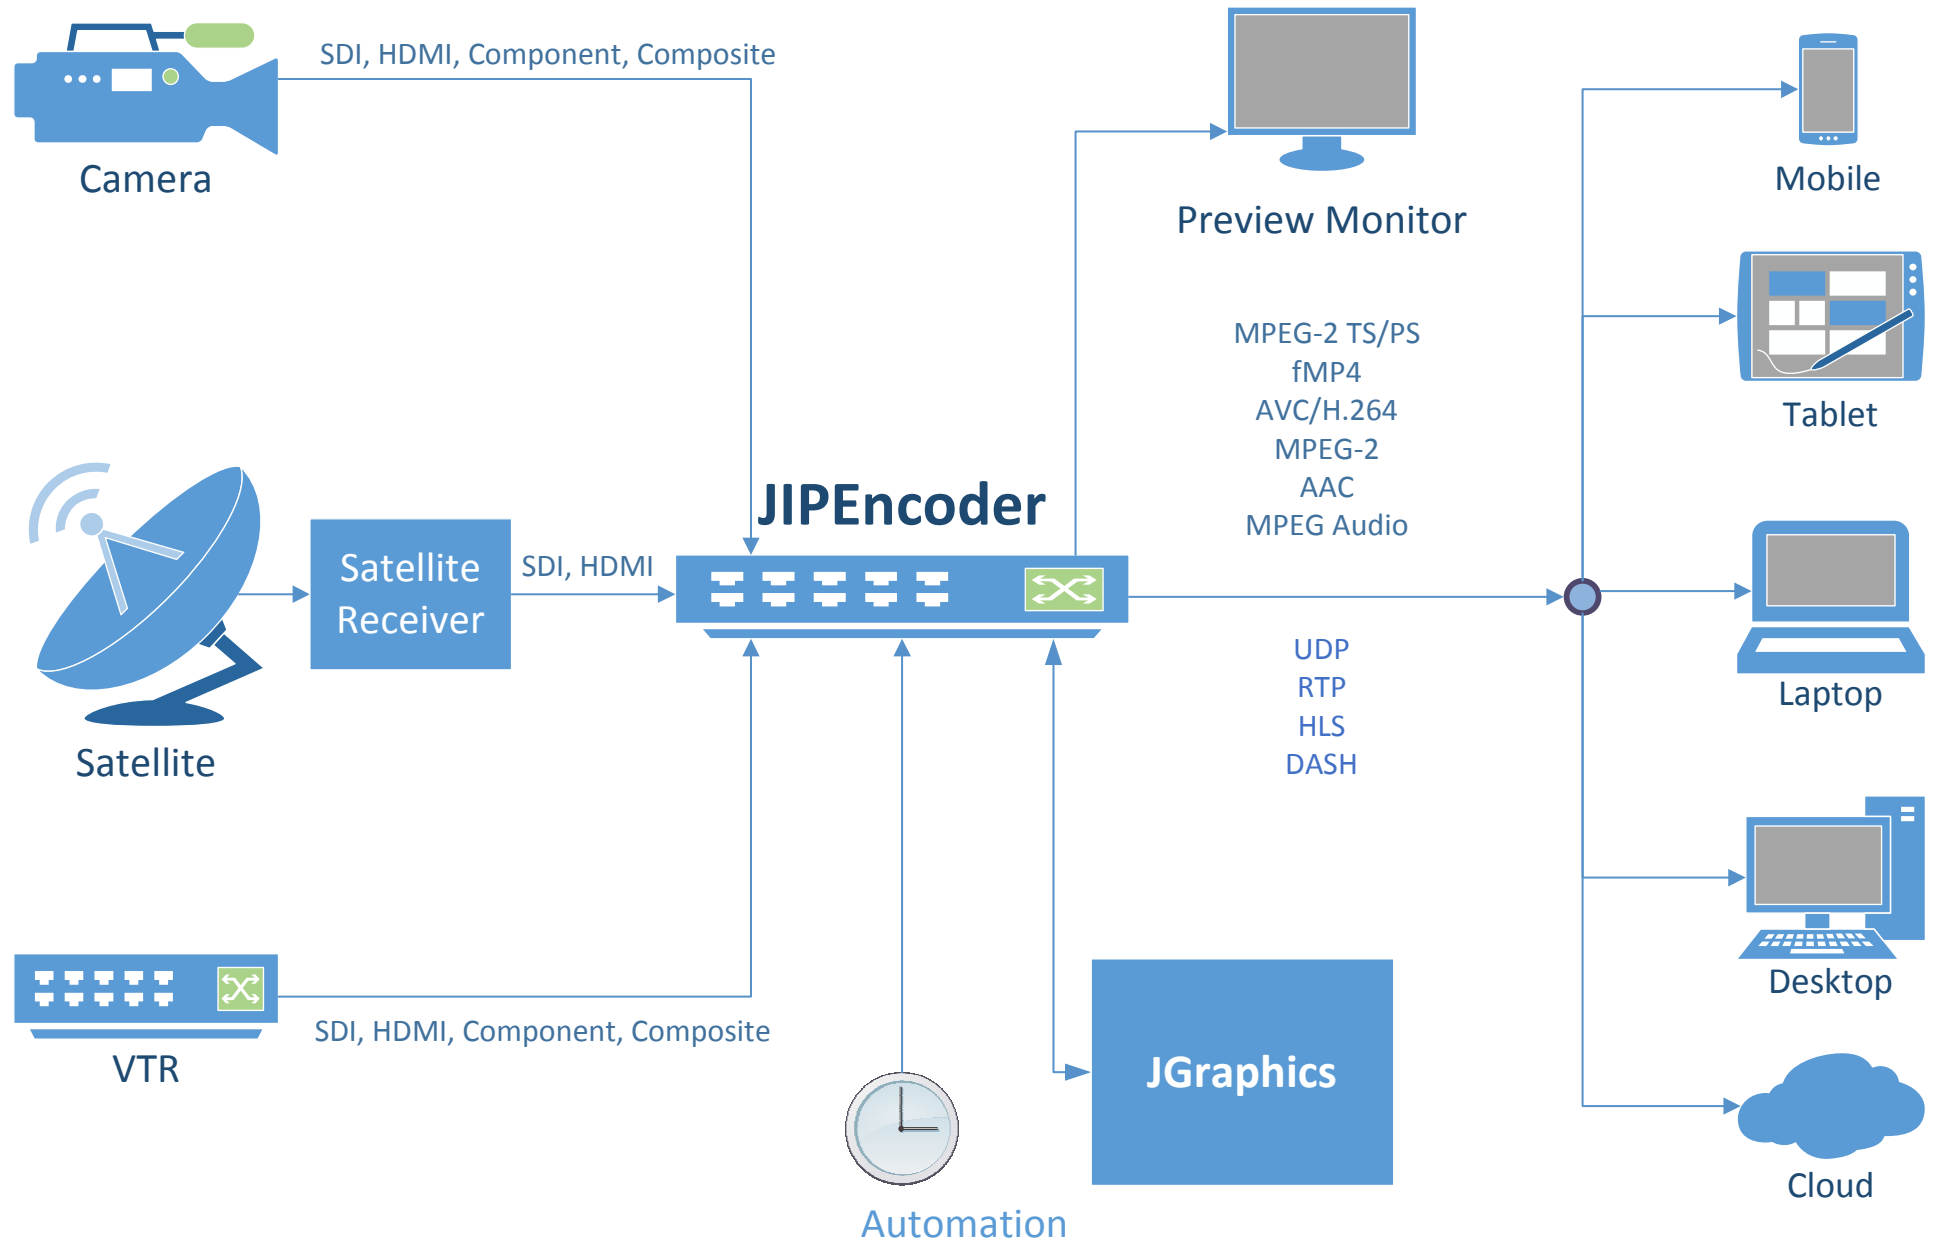 SDI, HDMI, Component, Composite
Camera
Preview Monitor
Mobile
MPEG-2 TS/PS
fMP4
AVC/H.264
MPEG-2
AAC
MPEG Audio
Tablet
JIPEncoder
Satellite
Receiver
SDI, HDMI
Satellite
UDP
RTP
HLS
DASH
Laptop
SDI, HDMI, Component, Composite
VTR
Automation
JGraphics
Desktop
Cloud